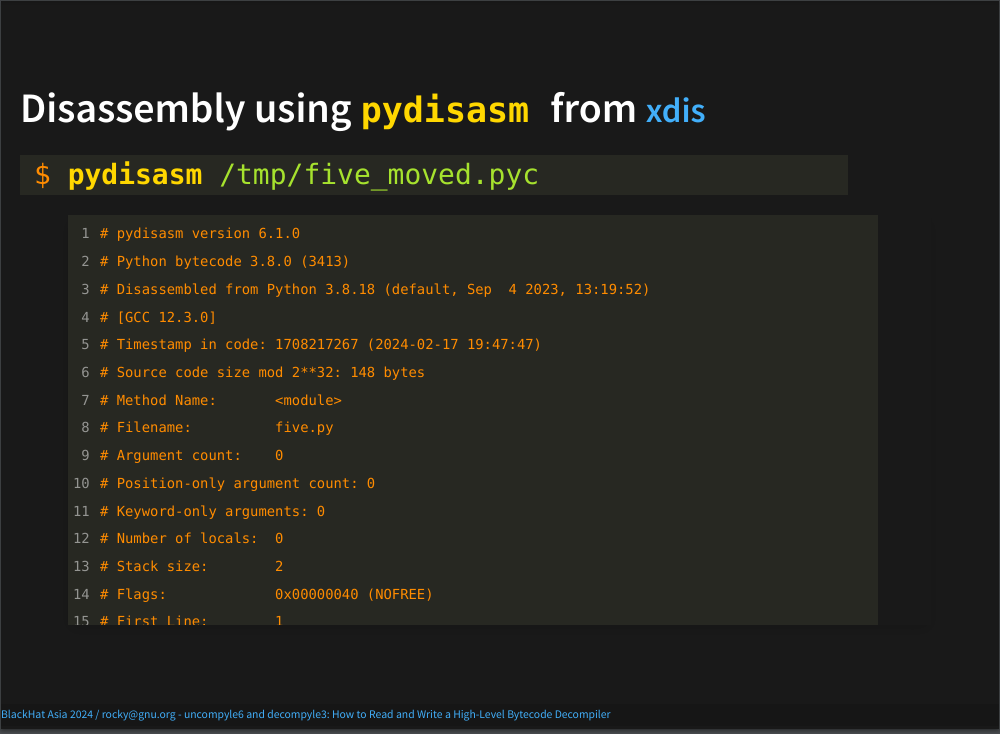 Disassembly using pydisasm from xdis
$ pydisasm /tmp/five_moved.pyc
1 # pydisasm version 6.1.0
2 # Python bytecode 3.8.0 (3413)
3 # Disassembled from Python 3.8.18 (default, Sep  4 2023, 13:19:52)
4 # [GCC 12.3.0]
5 # Timestamp in code: 1708217267 (2024-02-17 19:47:47)
6 # Source code size mod 2**32: 148 bytes
7 # Method Name:       <module>
8 # Filename:          five.py
9 # Argument count:    0
10 # Position-only argument count: 0
11 # Keyword-only arguments: 0
12 # Number of locals:  0
13 # Stack size:        2
14 # Flags:             0x00000040 (NOFREE)
15 # First Line:        1
BlackHat Asia 2024 / rocky@gnu.org - uncompyle6 and decompyle3: How to Read and Write a High-Level Bytecode Decompiler